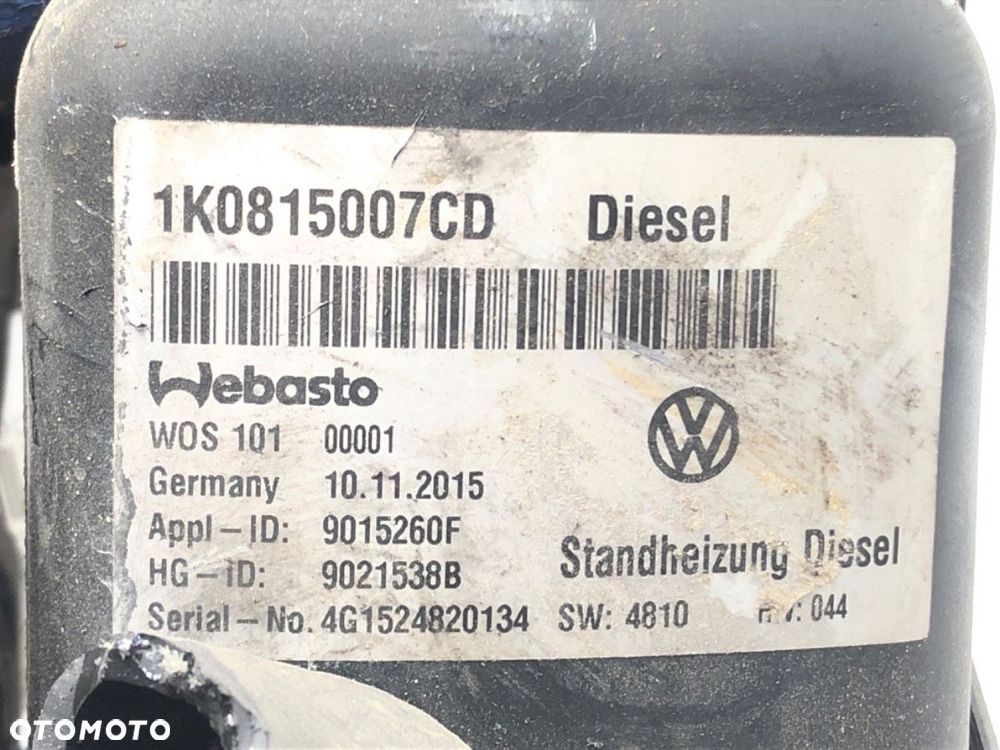 1K0815007CD Diesel
Webasto
WOS 101 00001
Germany 10.11.2015
Appl-ID: 9015260F
HG-ID: 9021538B
Standheizung Diesel
Serial-No. 4G1524820134 SW: 4810 044
OTOMOTO